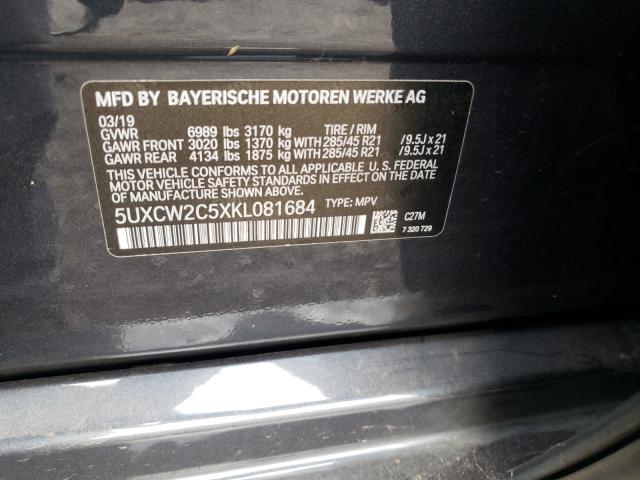 MFD BY BAYERISCHE MOTOREN WERKE AG
03/19
GVWR 6989 lbs 3170 kg TIRE / RIM
GAWR FRONT 3020 lbs 1370 kg WITH 285/45 R21 /9.5J x 21
GAWR REAR 4134 lbs 1875 kg WITH 285/45 R21 /9.5J x 21
THIS VEHICLE CONFORMS TO ALL APPLICABLE U. S. FEDERAL
MOTOR VEHICLE SAFETY STANDARDS IN EFFECT ON THE DATE OF
MANUFACTURE SHOWN ABOVE.
5UXCW2C5XKL081684 TYPE: MPV
C27M
7 320 729